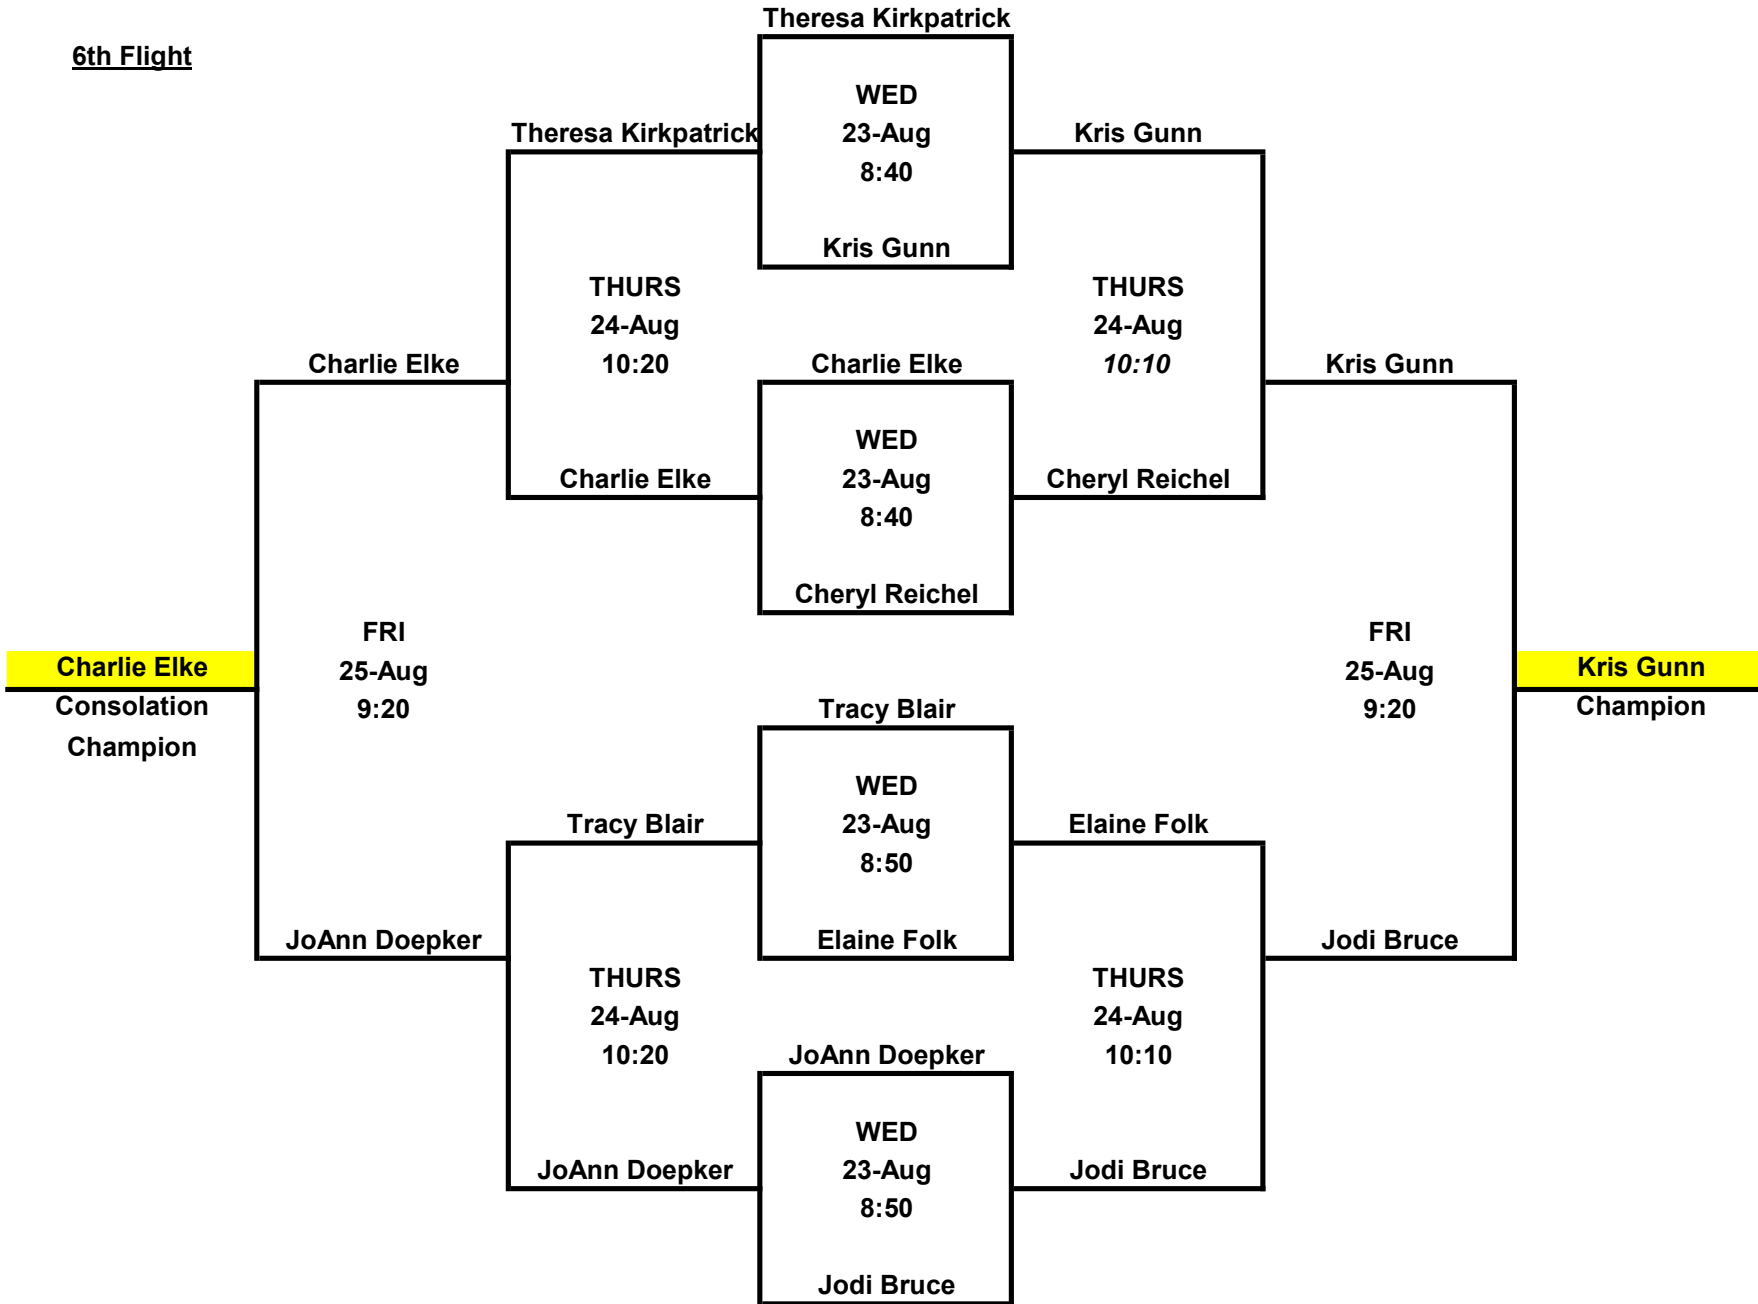 Theresa Kirkpatrick
6th Flight
WED
23-Aug
8:40
Theresa Kirkpatrick
Kris Gunn
Kris Gunn
THURS
24-Aug
10:20
THURS
24-Aug
10:10
Charlie Elke
Charlie Elke
Kris Gunn
WED
23-Aug
8:40
Charlie Elke
Cheryl Reichel
Cheryl Reichel
FRI
25-Aug
9:20
FRI
25-Aug
9:20
Charlie Elke
Consolation
Champion
Kris Gunn
Champion
Tracy Blair
WED
23-Aug
8:50
Tracy Blair
Elaine Folk
JoAnn Doepker
Elaine Folk
Jodi Bruce
THURS
24-Aug
10:20
THURS
24-Aug
10:10
JoAnn Doepker
WED
23-Aug
8:50
JoAnn Doepker
Jodi Bruce
Jodi Bruce